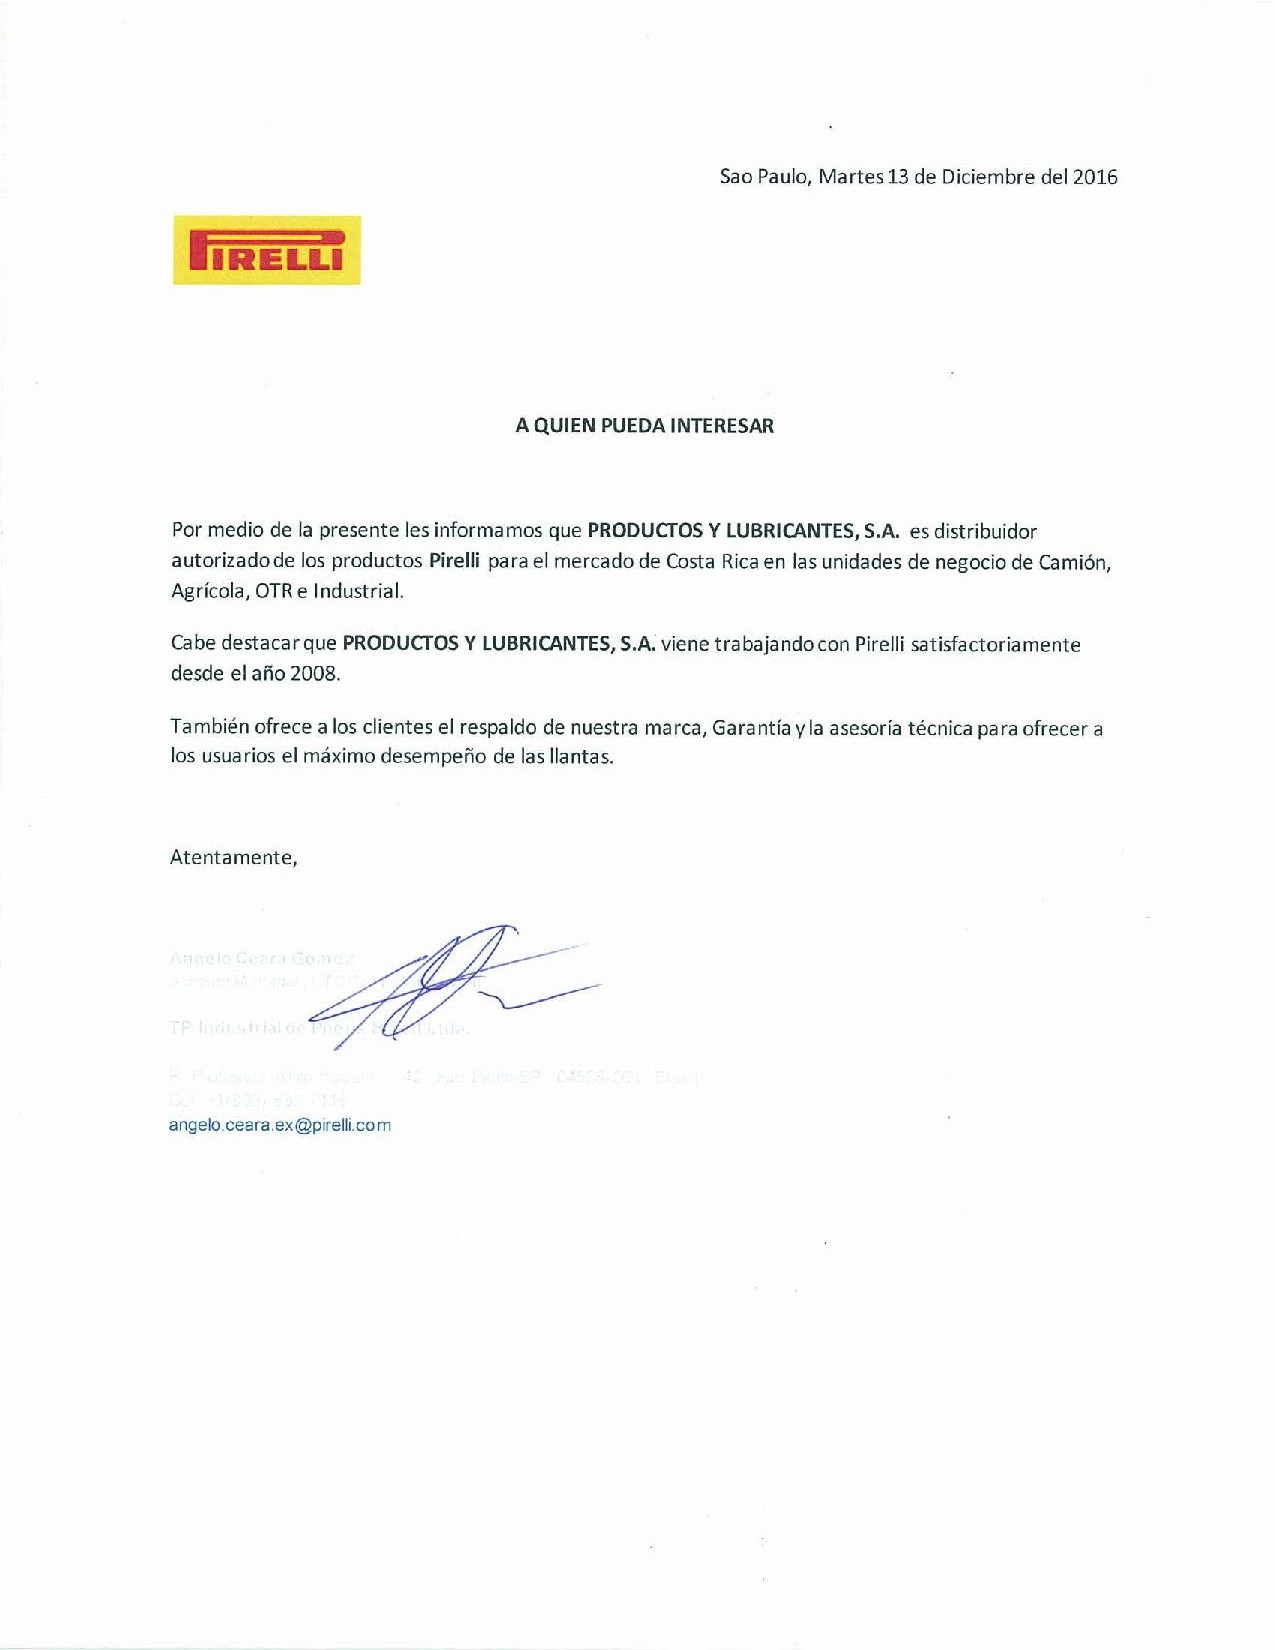 Sao Paulo, Martes 13 de Diciembre del 2016
PIRELLI
A QUIEN PUEDA INTERESAR
Por medio de la presente les informamos que PRODUCTOS Y LUBRICANTES, S.A. es distribuidor
autorizado de los productos Pirelli para el mercado de Costa Rica en las unidades de negocio de Camión,
Agrícola, OTR e Industrial.
Cabe destacar que PRODUCTOS Y LUBRICANTES, S.A. viene trabajando con Pirelli satisfactoriamente
desde el año 2008.
También ofrece a los clientes el respaldo de nuestra marca, Garantía y la asesoría técnica para ofrecer a
los usuarios el máximo desempeño de las llantas.
Atentamente,
Angelo Ceara Gomez
TP Industrial de Ltda.
angelo.ceara.ex@pirelli.com